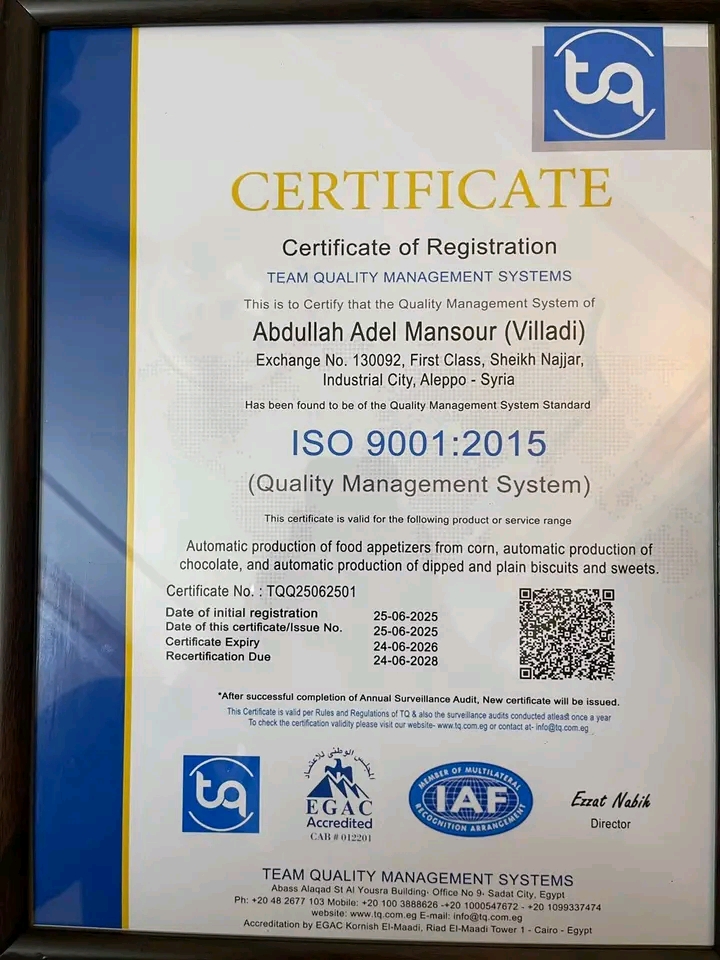 tq
CERTIFICATE
Certificate of Registration
TEAM QUALITY MANAGEMENT SYSTEMS
This is to Certify that the Quality Management System of
Abdullah Adel Mansour (Villadi)
Exchange No. 130092, First Class, Sheikh Najjar,
Industrial City, Aleppo - Syria
Has been found to be of the Quality Management System Standard
ISO 9001:2015
(Quality Management System)
This certificate is valid for the following product or service range
Automatic production of food appetizers from corn, automatic production of
chocolate, and automatic production of dipped and plain biscuits and sweets.
Certificate No. : TQQ25062501
Date of initial registration 25-06-2025
Date of this certificate/Issue No. 25-06-2025
Certificate Expiry 24-06-2026
Recertification Due 24-06-2028
*After successful completion of Annual Surveillance Audit, New certificate will be issued.
This Certificate is valid per Rules and Regulations of TQ & also the surveillance audits conducted atleast once a year
To check the certification validity please visit our website- www.tq.com.eg or contact at- info@tq.com.eg
tq
المجلس الوطني للاعتماد
EGAC
Accredited
CAB # 012201
MEMBER OF MULTILATERAL
IAF
RECOGNITION ARRANGEMENT
Ezzat Nabih
Director
TEAM QUALITY MANAGEMENT SYSTEMS
Abass Alaqad St Al Yousra Building, Office No 9, Sadat City, Egypt
Ph: +20 48 2677 103 Mobile: +20 100 3888626 -+20 1000547672 - +20 1099337474
website: www.tq.com.eg E-mail: info@tq.com.eg
Accreditation by EGAC Kornish El-Maadi, Riad El-Maadi Tower 1 - Cairo - Egypt